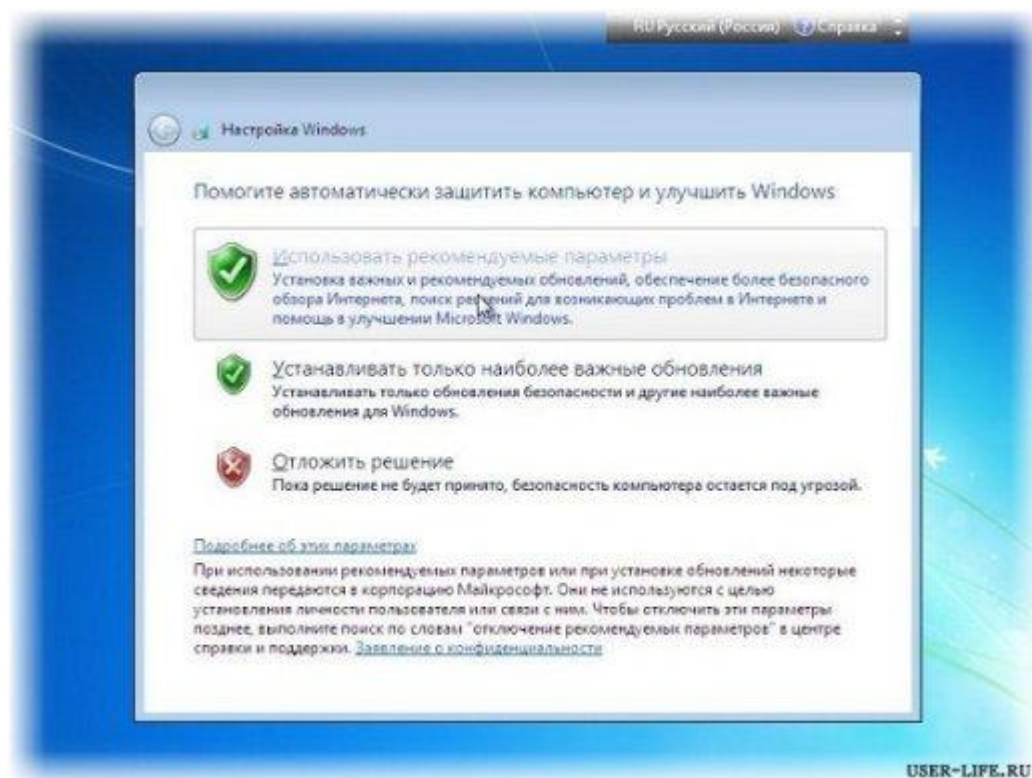 RU Русский (Россия) Справка
Настройка Windows
Помогите автоматически защитить компьютер и улучшить Windows
Использовать рекомендуемые параметры
Установка важных и рекомендуемых обновлений, обеспечение более безопасного
обзора Интернета, поиск решений для возникающих проблем в Интернете и
помощь в улучшении Microsoft Windows.
Устанавливать только наиболее важные обновления
Устанавливать только обновления безопасности и другие наиболее важные
обновления для Windows.
Отложить решение
Пока решение не будет принято, безопасность компьютера остается под угрозой.
Подробнее об этих параметрах
При использовании рекомендуемых параметров или при установке обновлений некоторые
сведения передаются в корпорацию Майкрософт. Они не используются с целью
установления личности пользователя или связи с ним. Чтобы отключить эти параметры
позднее, выполните поиск по словам "отключение рекомендуемых параметров" в центре
справки и поддержки. Заявление о конфиденциальности
USER-LIFE.RU